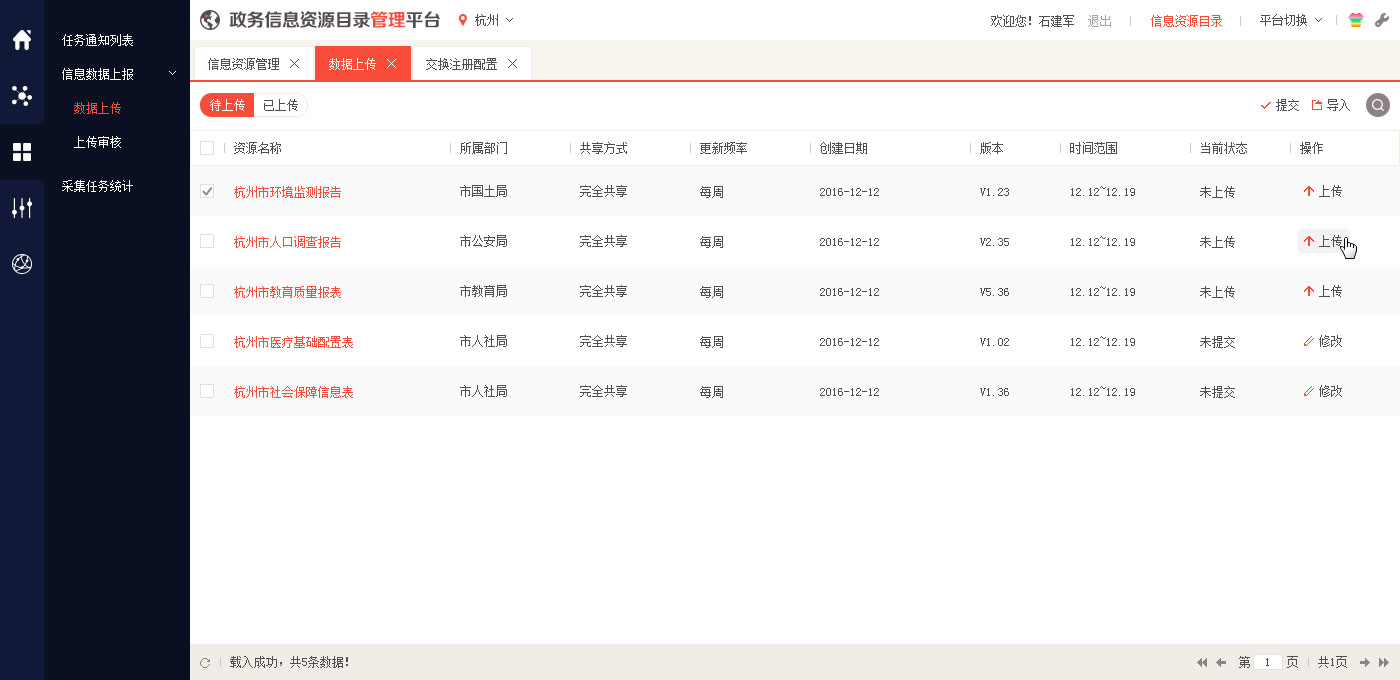 政务信息资源目录管理平台 杭州 欢迎您！石建军 退出 信息资源目录 平台切换
任务通知列表
信息数据上报
数据上传
上传审核
采集任务统计
信息资源管理 数据上传 交换注册配置
待上传 已上传 提交 导入
资源名称 所属部门 共享方式 更新频率 创建日期 版本 时间范围 当前状态 操作
杭州市环境监测报告 市国土局 完全共享 每周 2016-12-12 V1.23 12.12~12.19 未上传 上传
杭州市人口调查报告 市公安局 完全共享 每周 2016-12-12 V2.35 12.12~12.19 未上传 上传
杭州市教育质量报表 市教育局 完全共享 每周 2016-12-12 V5.36 12.12~12.19 未上传 上传
杭州市医疗基础配置表 市人社局 完全共享 每周 2016-12-12 V1.02 12.12~12.19 未提交 修改
杭州市社会保障信息表 市人社局 完全共享 每周 2016-12-12 V1.36 12.12~12.19 未提交 修改
载入成功，共5条数据！ 第 1 页 共1页